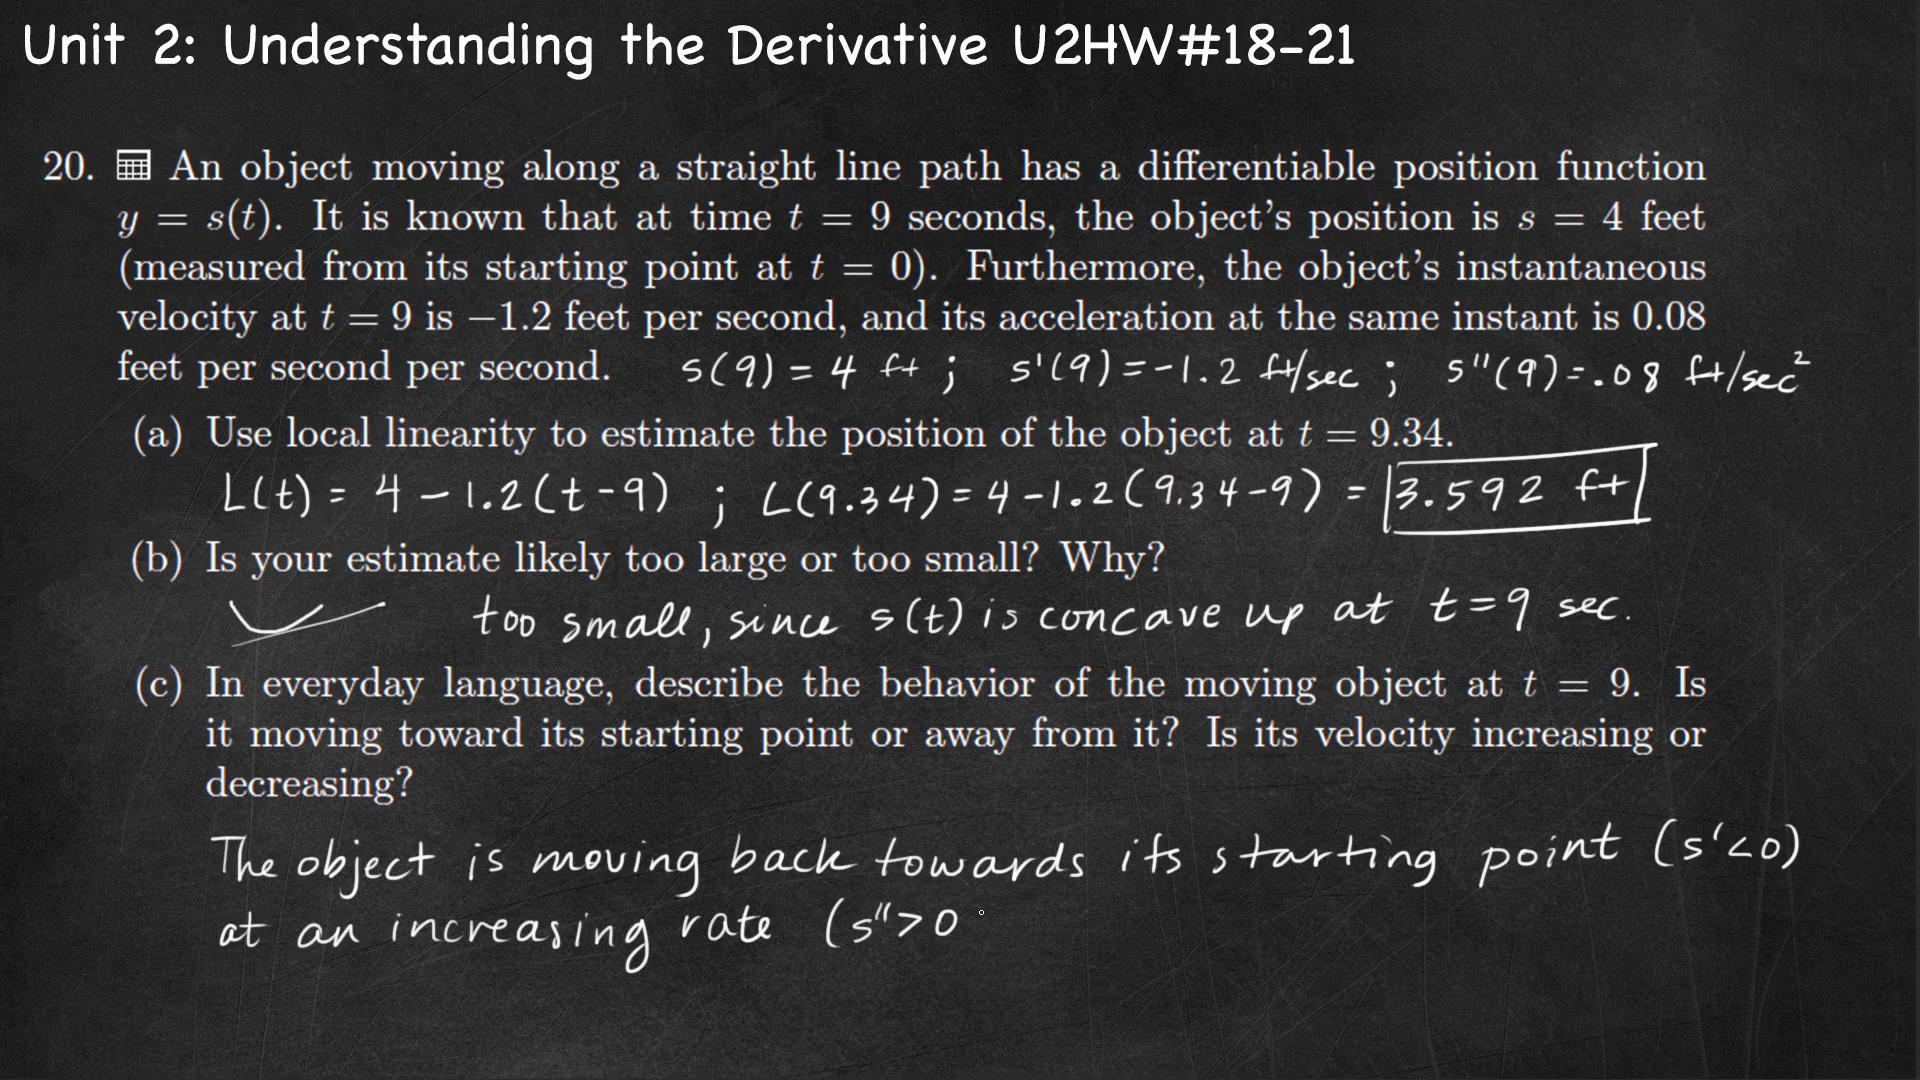 Unit 2: Understanding the Derivative U2HW#18-21
20. An object moving along a straight line path has a differentiable position function
y = s(t). It is known that at time t = 9 seconds, the object's position is s = 4 feet
(measured from its starting point at t = 0). Furthermore, the object's instantaneous
velocity at t = 9 is −1.2 feet per second, and its acceleration at the same instant is 0.08
feet per second per second. s(9) = 4 ft ; s'(9) = -1.2 ft/sec ; s''(9) = .08 ft/sec²
(a) Use local linearity to estimate the position of the object at t = 9.34.
L(t) = 4 - 1.2(t-9) ; L(9.34) = 4 - 1.2(9.34-9) = 3.592 ft
(b) Is your estimate likely too large or too small? Why?
too small, since s(t) is concave up at t=9 sec.
(c) In everyday language, describe the behavior of the moving object at t = 9. Is
it moving toward its starting point or away from it? Is its velocity increasing or
decreasing?
The object is moving back towards its starting point (s'<0)
at an increasing rate (s''>0